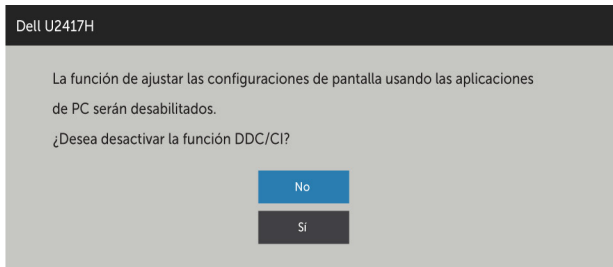 Dell U2417H
La función de ajustar las configuraciones de pantalla usando las aplicaciones
de PC serán desabilitados.
¿Desea desactivar la función DDC/CI?
No
Sí